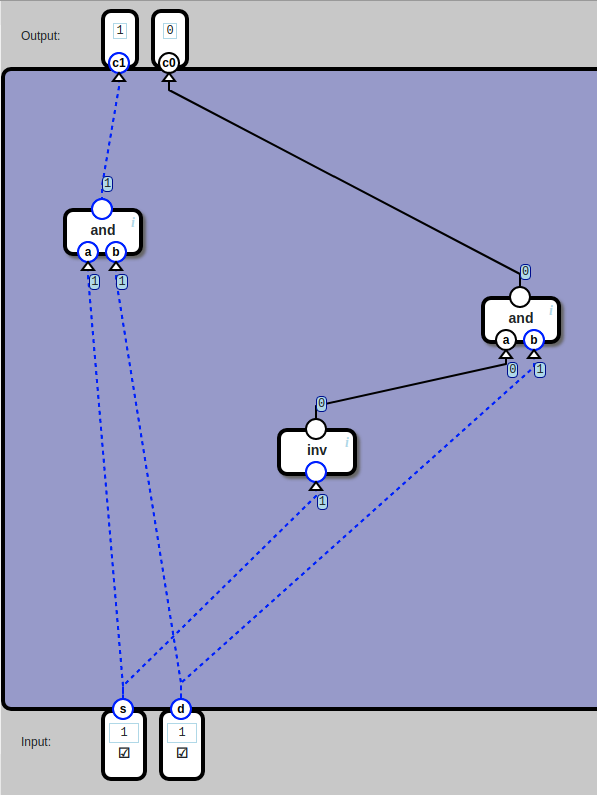 Output:
1 0
c1 c0
1
and i
a b
1 1
0
and i
a b
0 1
0
inv i
1
s d
Input:
1 1
☑ ☑